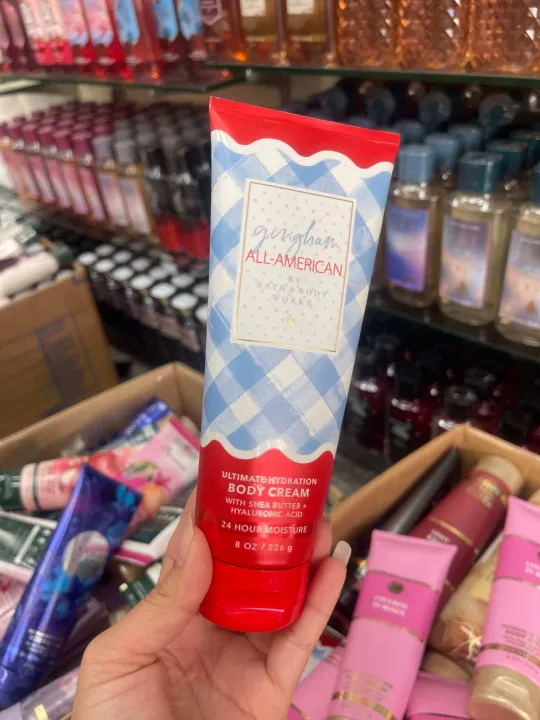 gingham
ALL-AMERICAN
BY
BATH & BODY
WORKS
ULTIMATE HYDRATION
BODY CREAM
WITH SHEA BUTTER +
HYALURONIC ACID
24 HOUR MOISTURE
8 OZ / 226 g